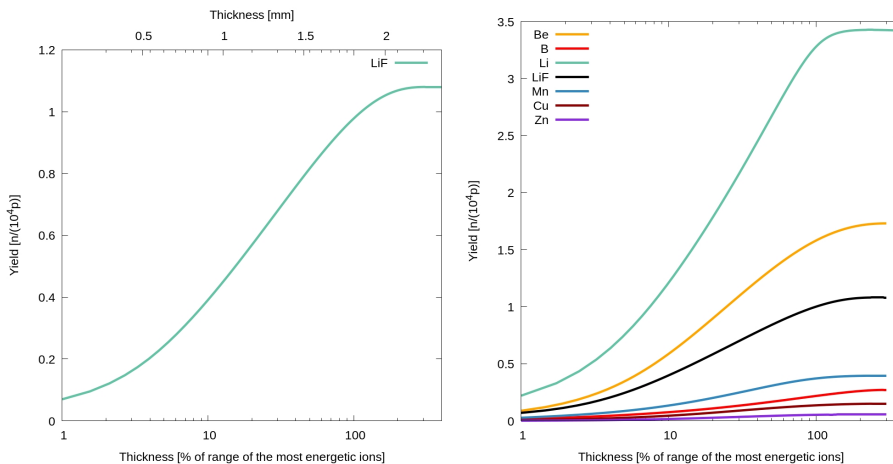 Thickness [mm]
0.5 1 1.5 2
1.2
1
0.8
0.6
0.4
0.2
0
Yield [n/(10⁴p)]
LiF
1 10 100
Thickness [% of range of the most energetic ions]
3.5
3
2.5
2
1.5
1
0.5
0
Yield [n/(10⁴p)]
Be
B
Li
LiF
Mn
Cu
Zn
1 10 100
Thickness [% of range of the most energetic ions]